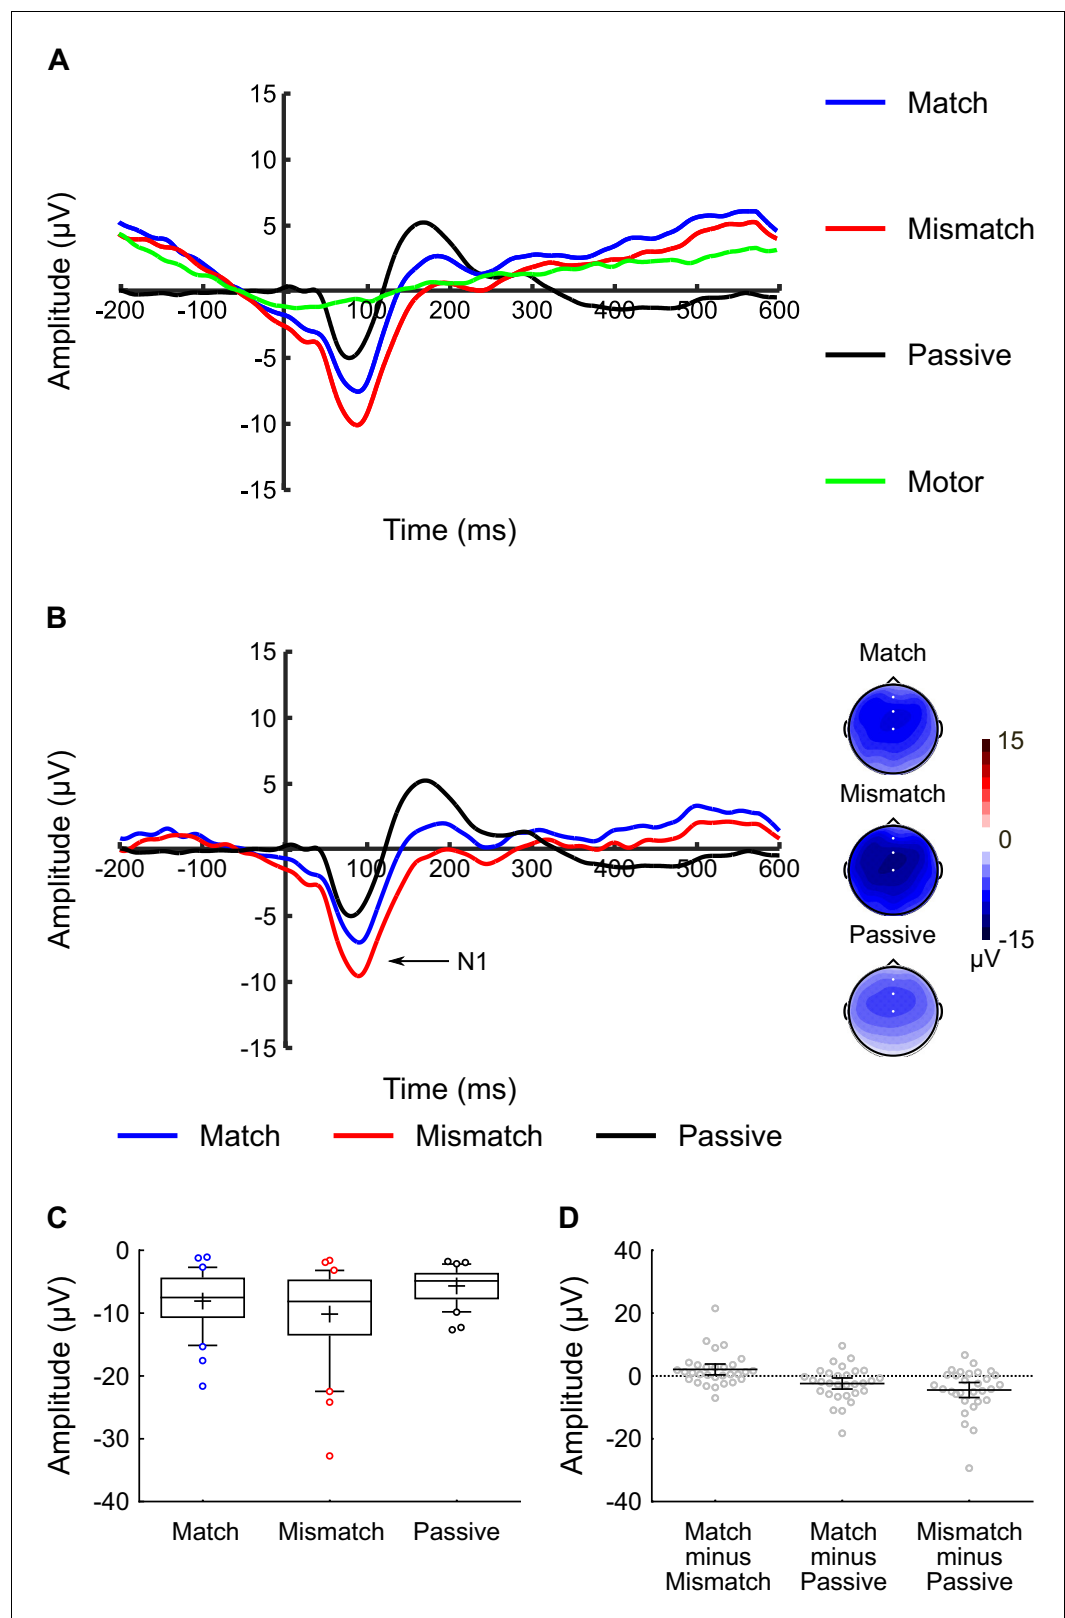 A
15
10
5
-5
-10
-15
-200
-100
100
200
300
400
500
600
Amplitude (µV)
Time (ms)
Match
Mismatch
Passive
Motor
B
15
10
5
-5
-10
-15
-200
-100
100
200
300
400
500
600
Amplitude (µV)
N1
Time (ms)
Match
Mismatch
Passive
15
0
-15
µV
Match
Mismatch
Passive
C
0
-10
-20
-30
-40
Amplitude (µV)
Match
Mismatch
Passive
D
40
20
0
-20
-40
Amplitude (µV)
Match
minus
Mismatch
Match
minus
Passive
Mismatch
minus
Passive